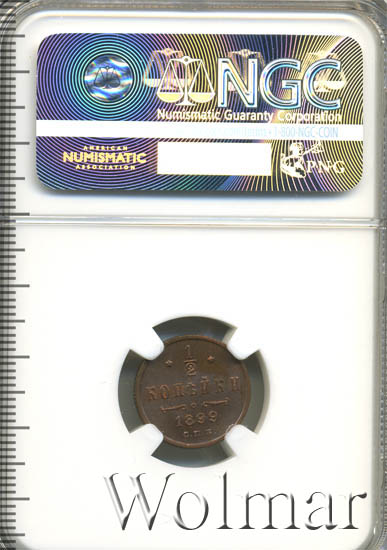 NGC
Numismatic Guaranty Corporation
1-800-NGC-COIN
AMERICAN
NUMISMATIC
ASSOCIATION
PNG
1
2
КОПѢЙКИ
1899
С.П.Б.
Wolmar